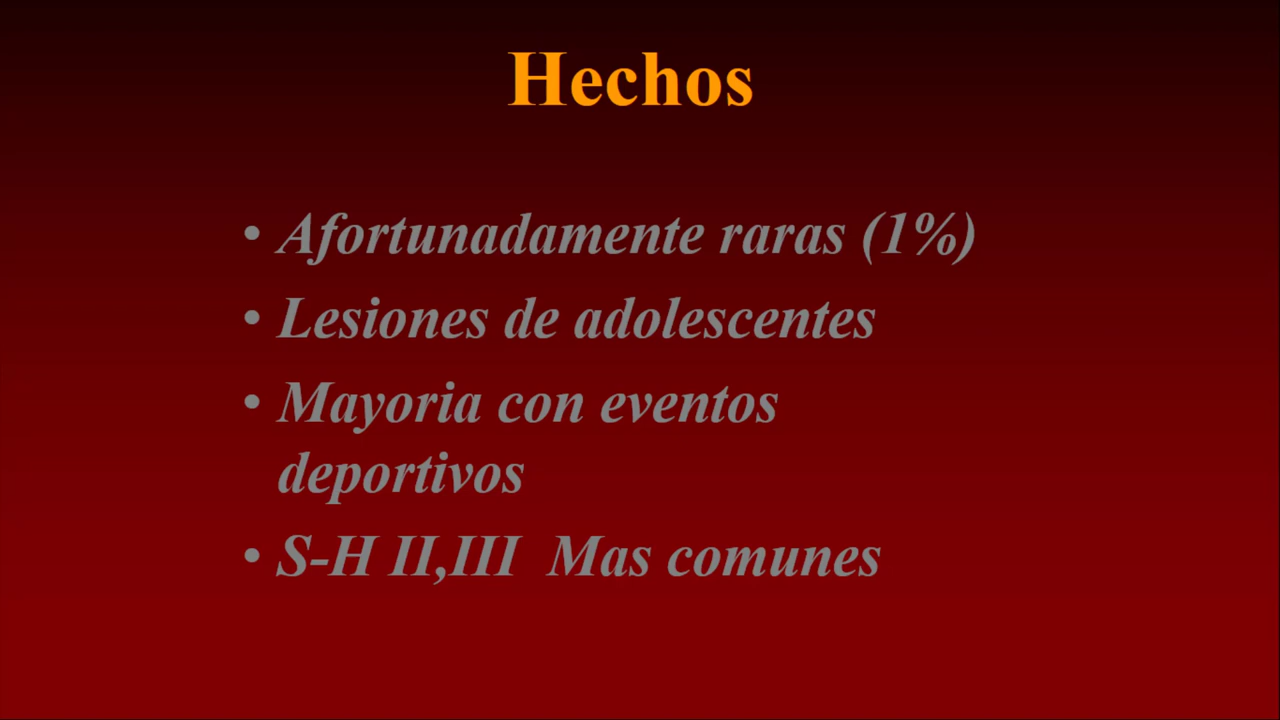 Hechos
• Afortunadamente raras (1%)
• Lesiones de adolescentes
• Mayoria con eventos
deportivos
• S-H II,III Mas comunes